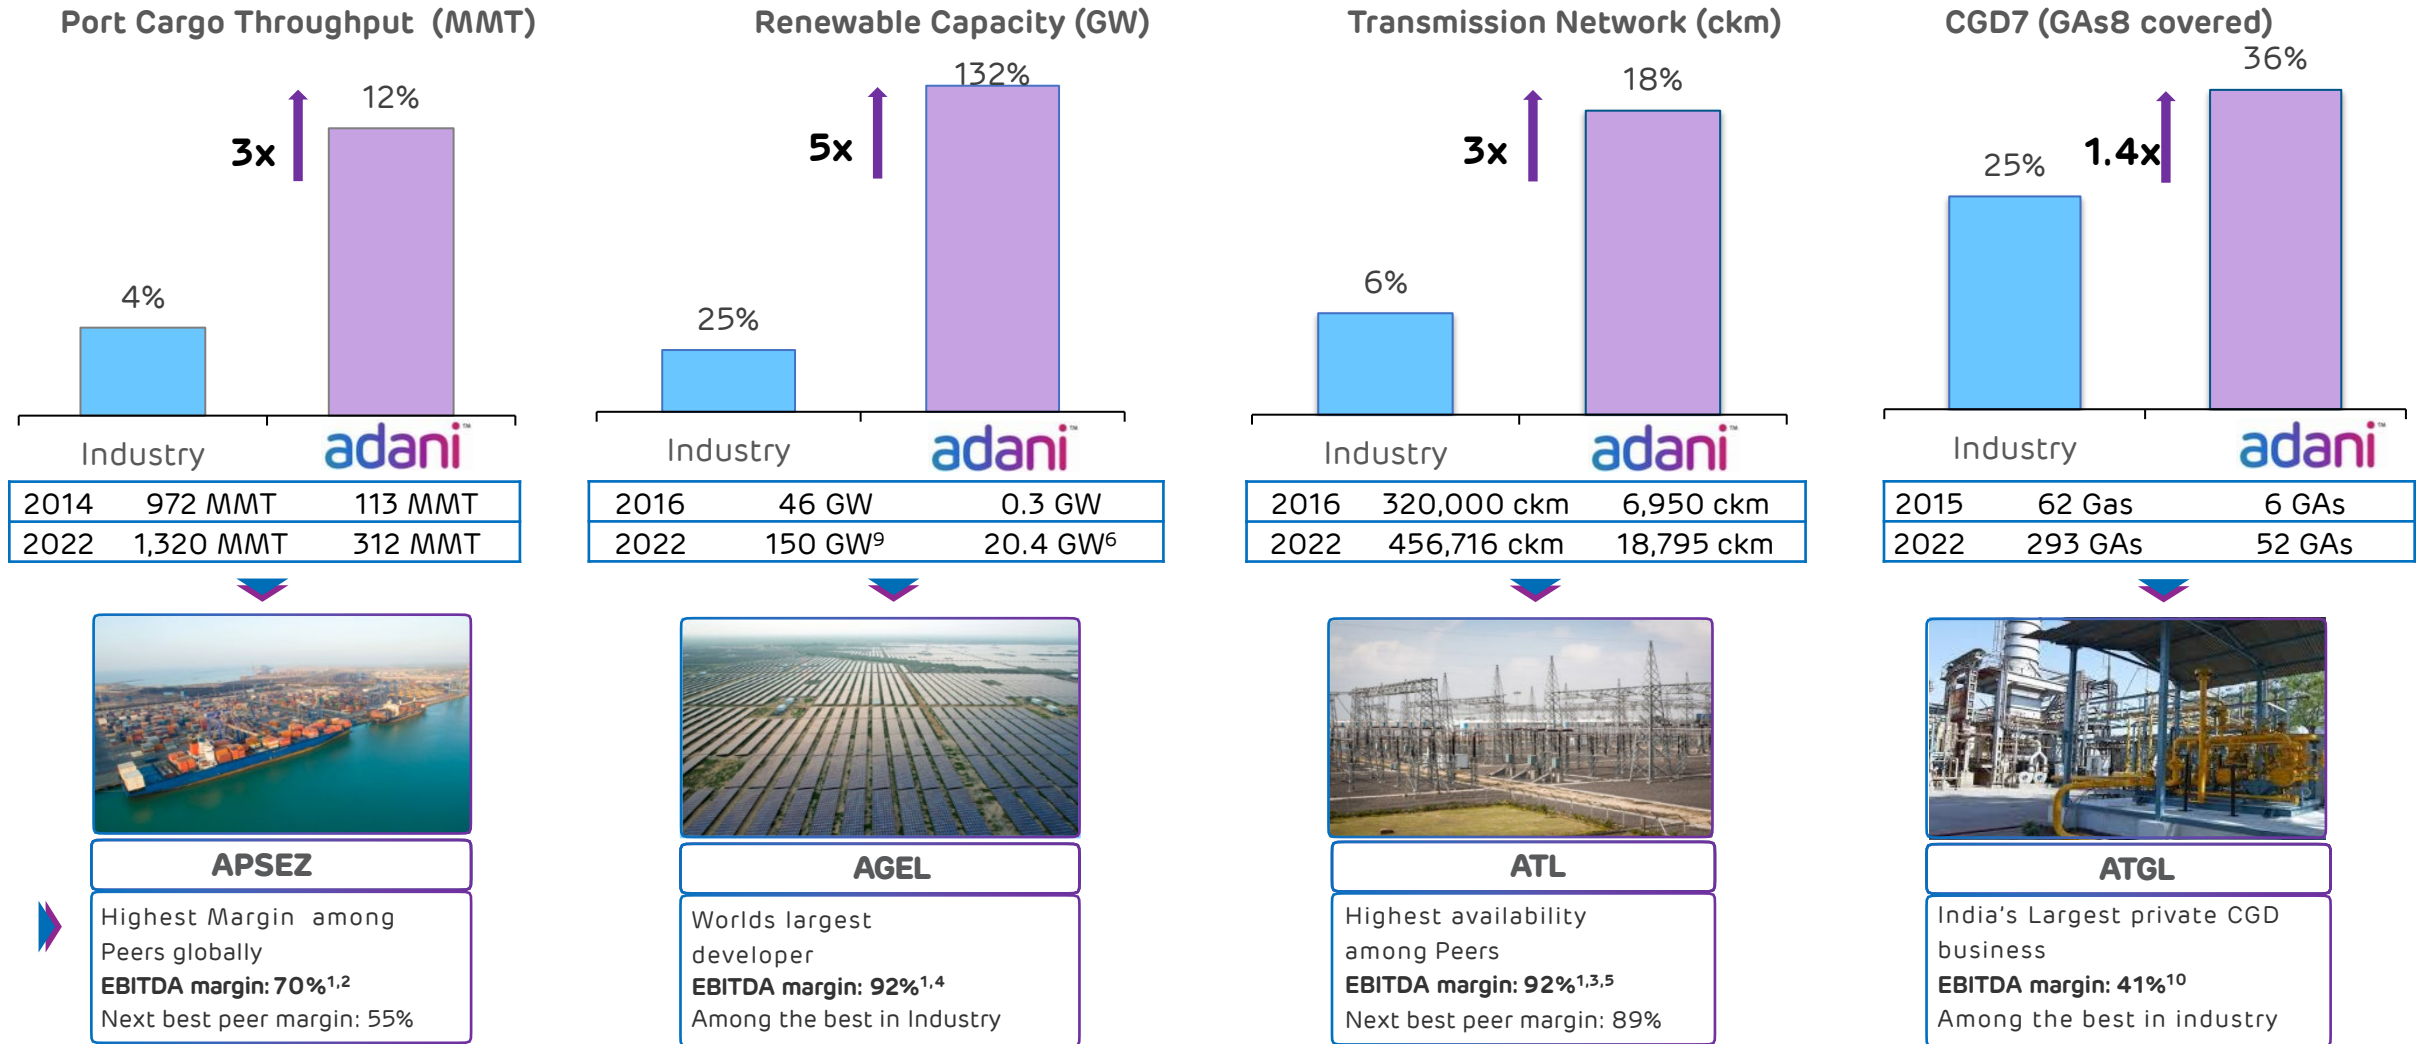 Port Cargo Throughput (MMT)
12%
3x
4%
Industry
adani™
2014 972 MMT 113 MMT
2022 1,320 MMT 312 MMT
APSEZ
Highest Margin among
Peers globally
EBITDA margin: 70%1,2
Next best peer margin: 55%
Renewable Capacity (GW)
132%
5x
25%
Industry
adani™
2016 46 GW 0.3 GW
2022 150 GW9 20.4 GW6
AGEL
Worlds largest
developer
EBITDA margin: 92%1,4
Among the best in Industry
Transmission Network (ckm)
18%
3x
6%
Industry
adani™
2016 320,000 ckm 6,950 ckm
2022 456,716 ckm 18,795 ckm
ATL
Highest availability
among Peers
EBITDA margin: 92%1,3,5
Next best peer margin: 89%
CGD7 (GAs8 covered)
36%
1.4x
25%
Industry
adani™
2015 62 Gas 6 GAs
2022 293 GAs 52 GAs
ATGL
India's Largest private CGD
business
EBITDA margin: 41%10
Among the best in industry